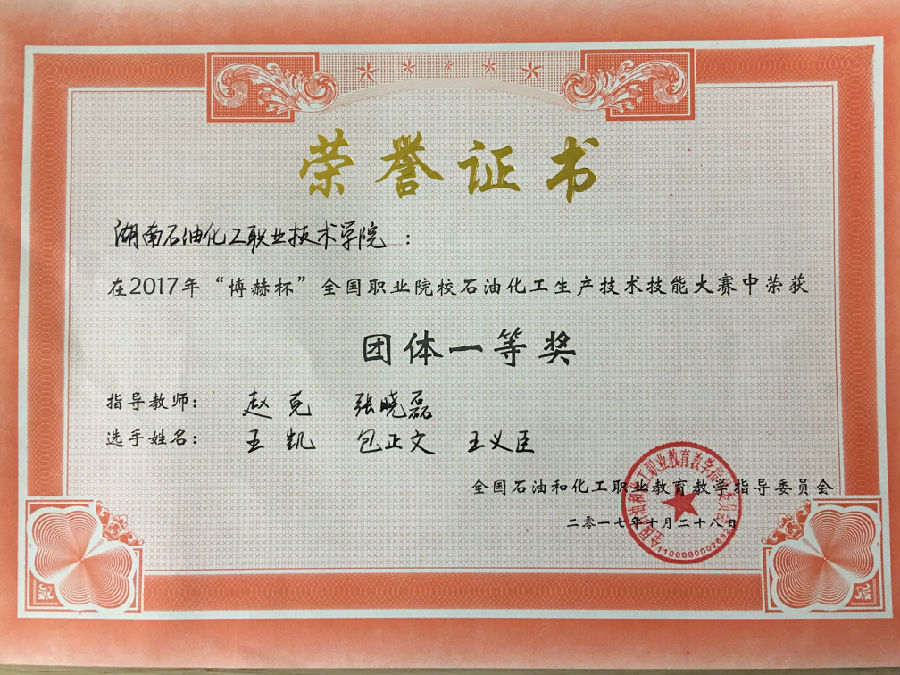 荣誉证书
湖南石油化工职业技术学院：
在2017年“博赫杯”全国职业院校石油化工生产技术技能大赛中荣获
团体一等奖
指导教师： 赵克 张晓磊
选手姓名： 王凯 包正文 王义臣
全国石油和化工职业教育教学指导委员会
二零一七年十月二十八日